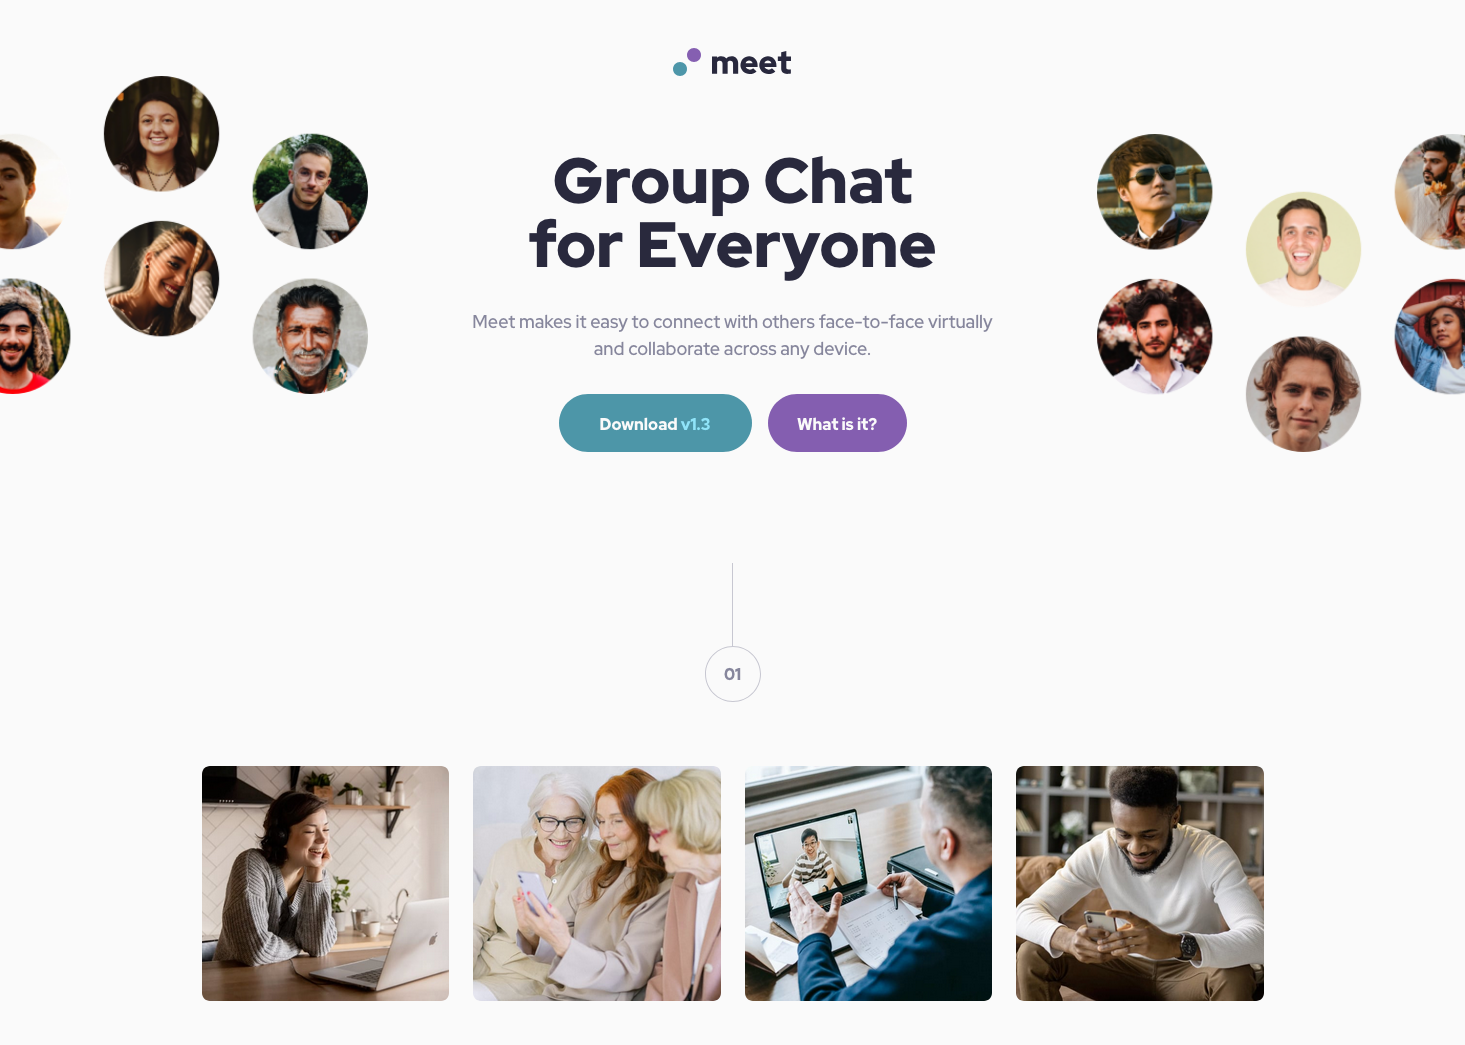 meet
Group Chat
for Everyone
Meet makes it easy to connect with others face-to-face virtually
and collaborate across any device.
Download v1.3
What is it?
01